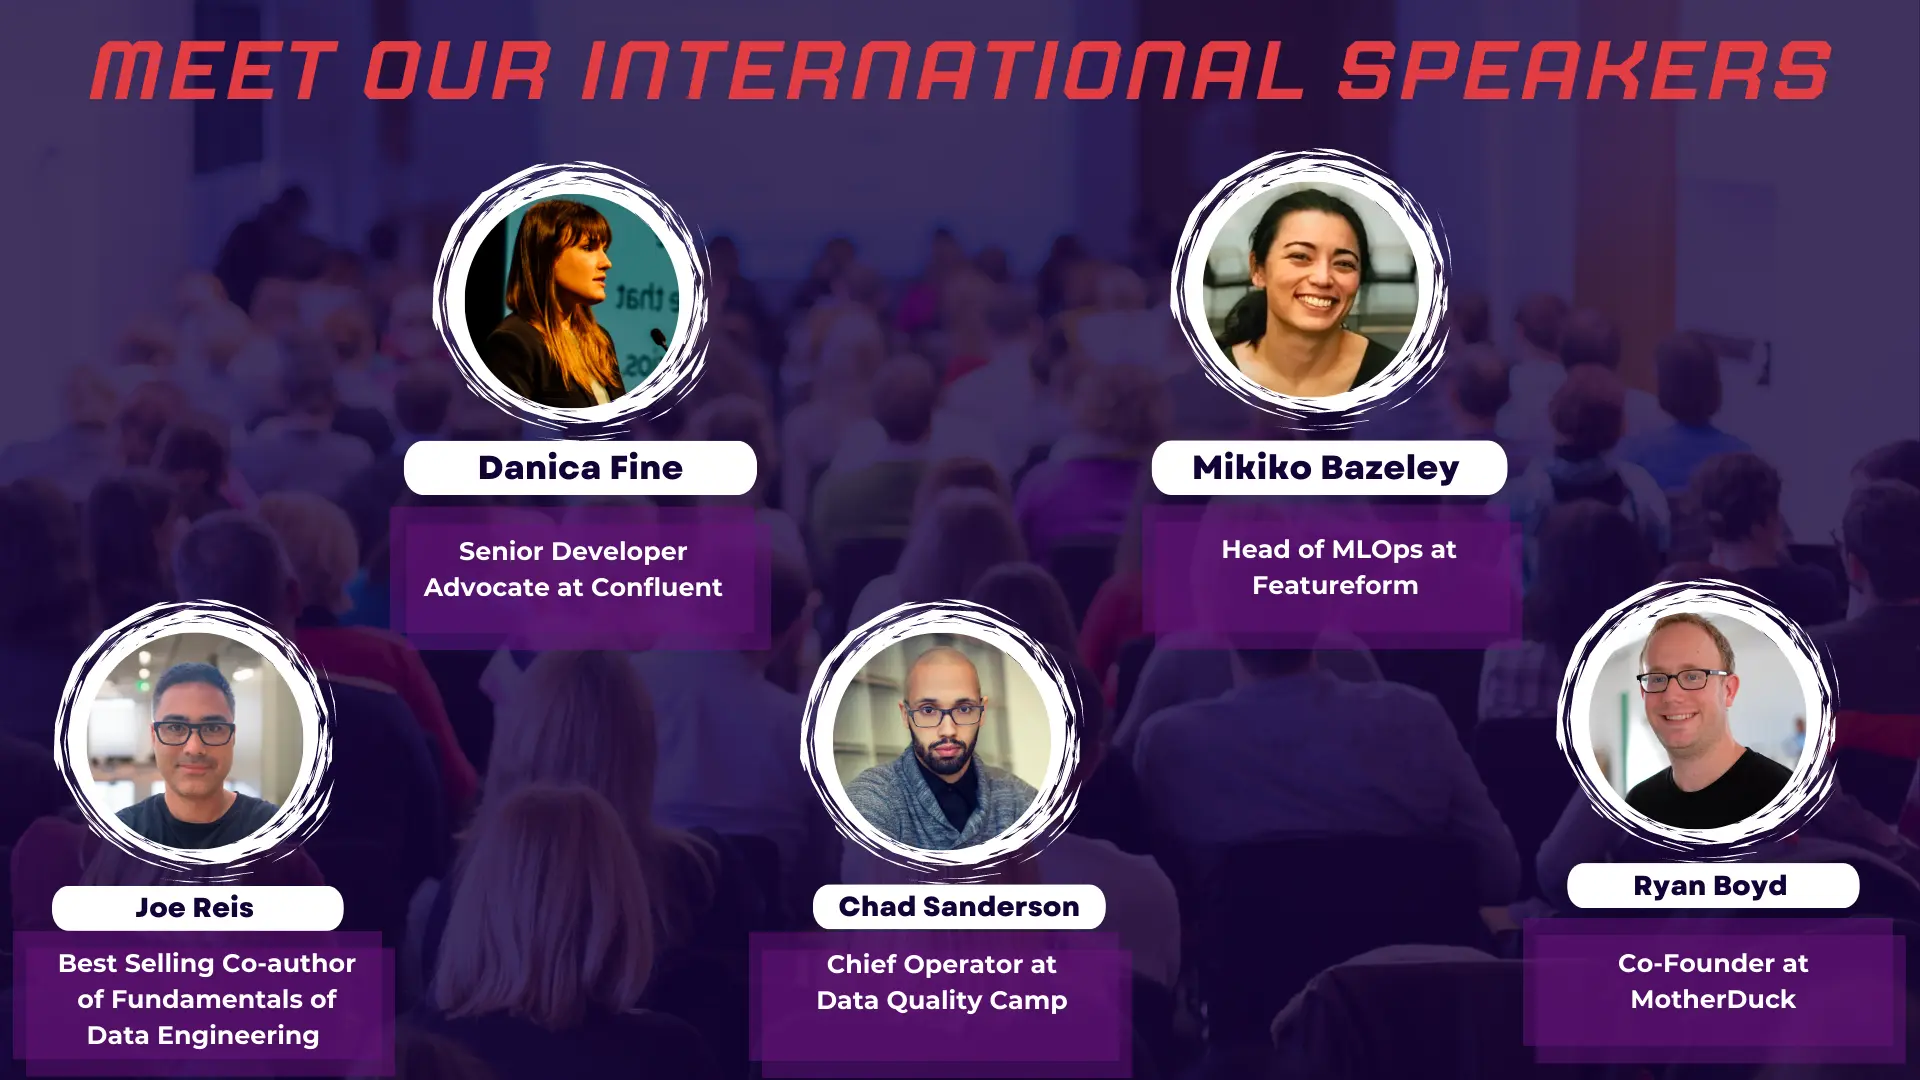 MEET OUR INTERNATIONAL SPEAKERS
Danica Fine
Senior Developer
Advocate at Confluent
Mikiko Bazeley
Head of MLOps at
Featureform
Joe Reis
Best Selling Co-author
of Fundamentals of
Data Engineering
Chad Sanderson
Chief Operator at
Data Quality Camp
Ryan Boyd
Co-Founder at
MotherDuck